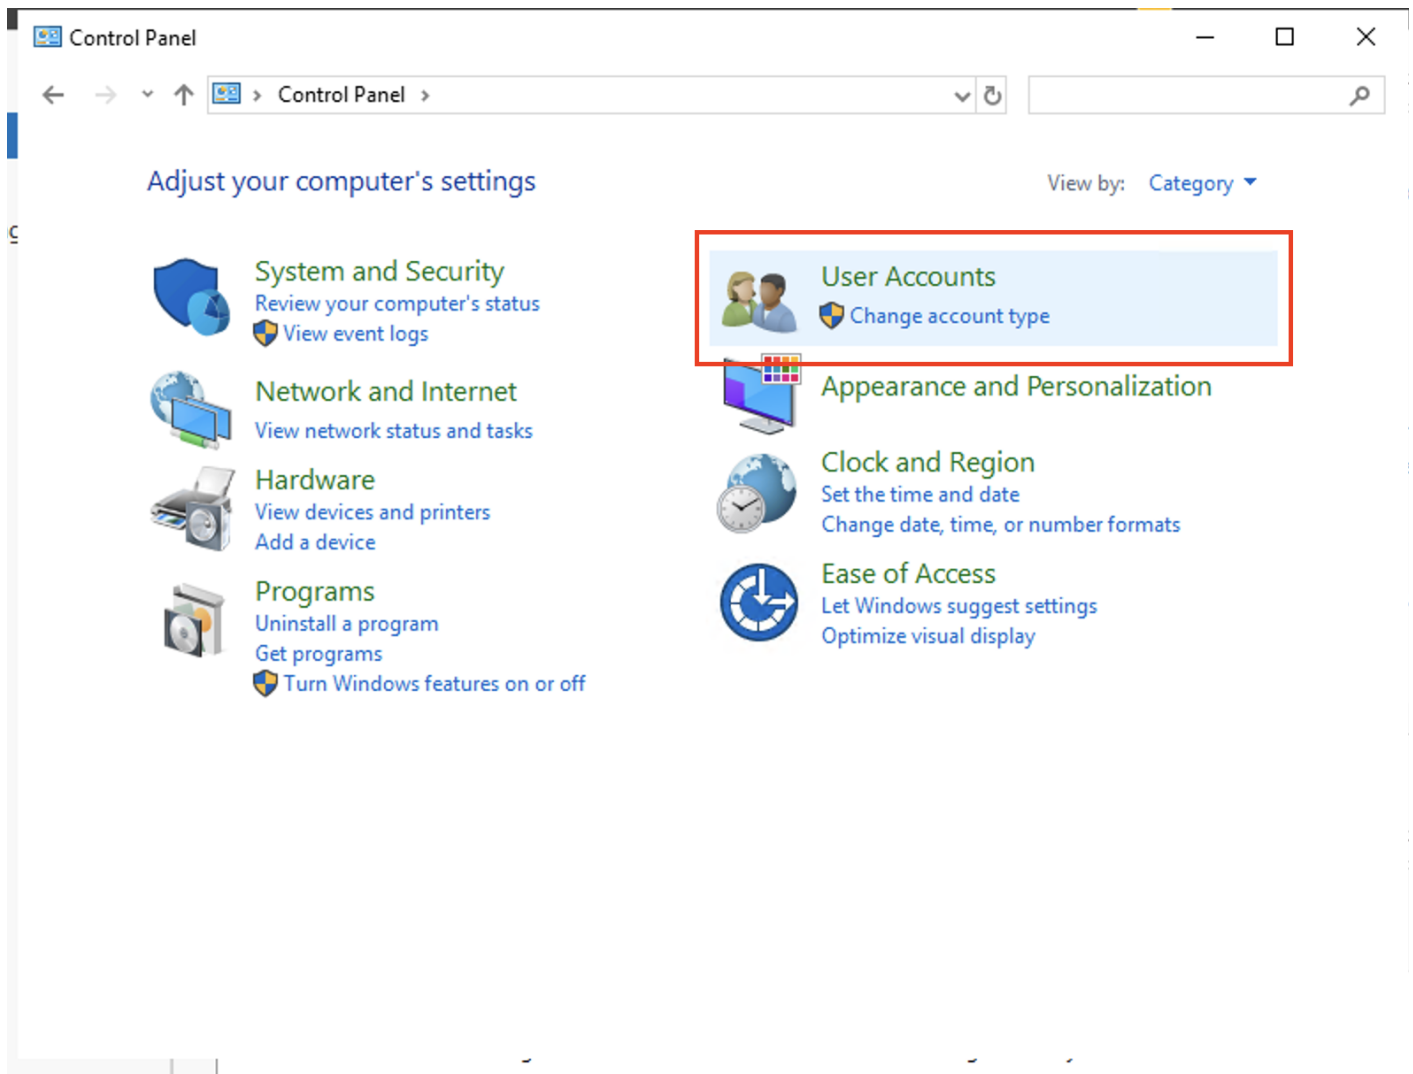 Control Panel
Control Panel
Adjust your computer's settings
View by: Category
System and Security
Review your computer's status
View event logs
Network and Internet
View network status and tasks
Hardware
View devices and printers
Add a device
Programs
Uninstall a program
Get programs
Turn Windows features on or off
User Accounts
Change account type
Appearance and Personalization
Clock and Region
Set the time and date
Change date, time, or number formats
Ease of Access
Let Windows suggest settings
Optimize visual display